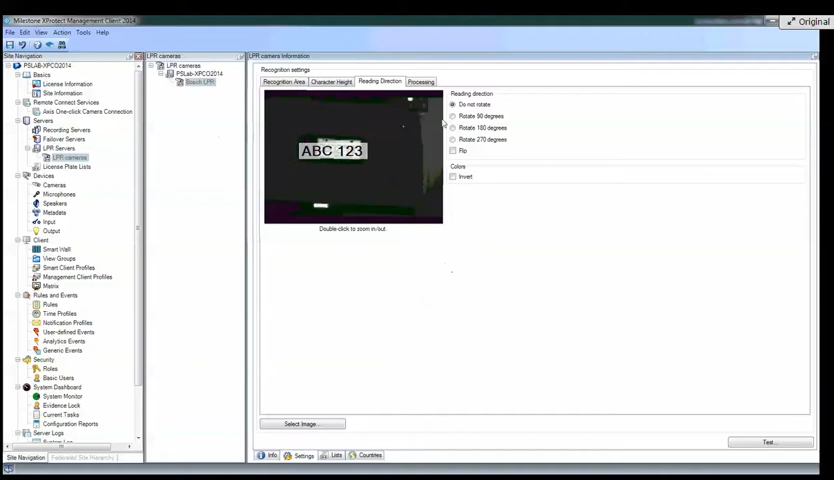 Milestone XProtect Management Client 2014
Original
File Edit View Action Tools Help
Site Navigation
LPR cameras
LPR camera Information
PSLAB-XPCO2014
Basics
License Information
Site Information
Remote Connect Services
Axis One-click Camera Connection
Servers
Recording Servers
Failover Servers
LPR Servers
LPR cameras
License Plate Lists
Devices
Cameras
Microphones
Speakers
Metadata
Input
Output
Client
Smart Wall
View Groups
Smart Client Profiles
Management Client Profiles
Matrix
Rules and Events
Rules
Time Profiles
Notification Profiles
User-defined Events
Analytics Events
Generic Events
Security
Roles
Basic Users
System Dashboard
System Monitor
Evidence Lock
Current Tasks
Configuration Reports
Server Logs
Site Navigation Federated Site Hierarchy
LPR cameras
PSLab-XPCO2014
Bosch LPR
Recognition settings
Recognition Area Character Height Reading Direction Processing
ABC 123
Double-click to zoom in/out.
Reading direction
Do not rotate
Rotate 90 degrees
Rotate 180 degrees
Rotate 270 degrees
Flip
Colors
Invert
Select Image...
Test...
Info Settings Lists Countries